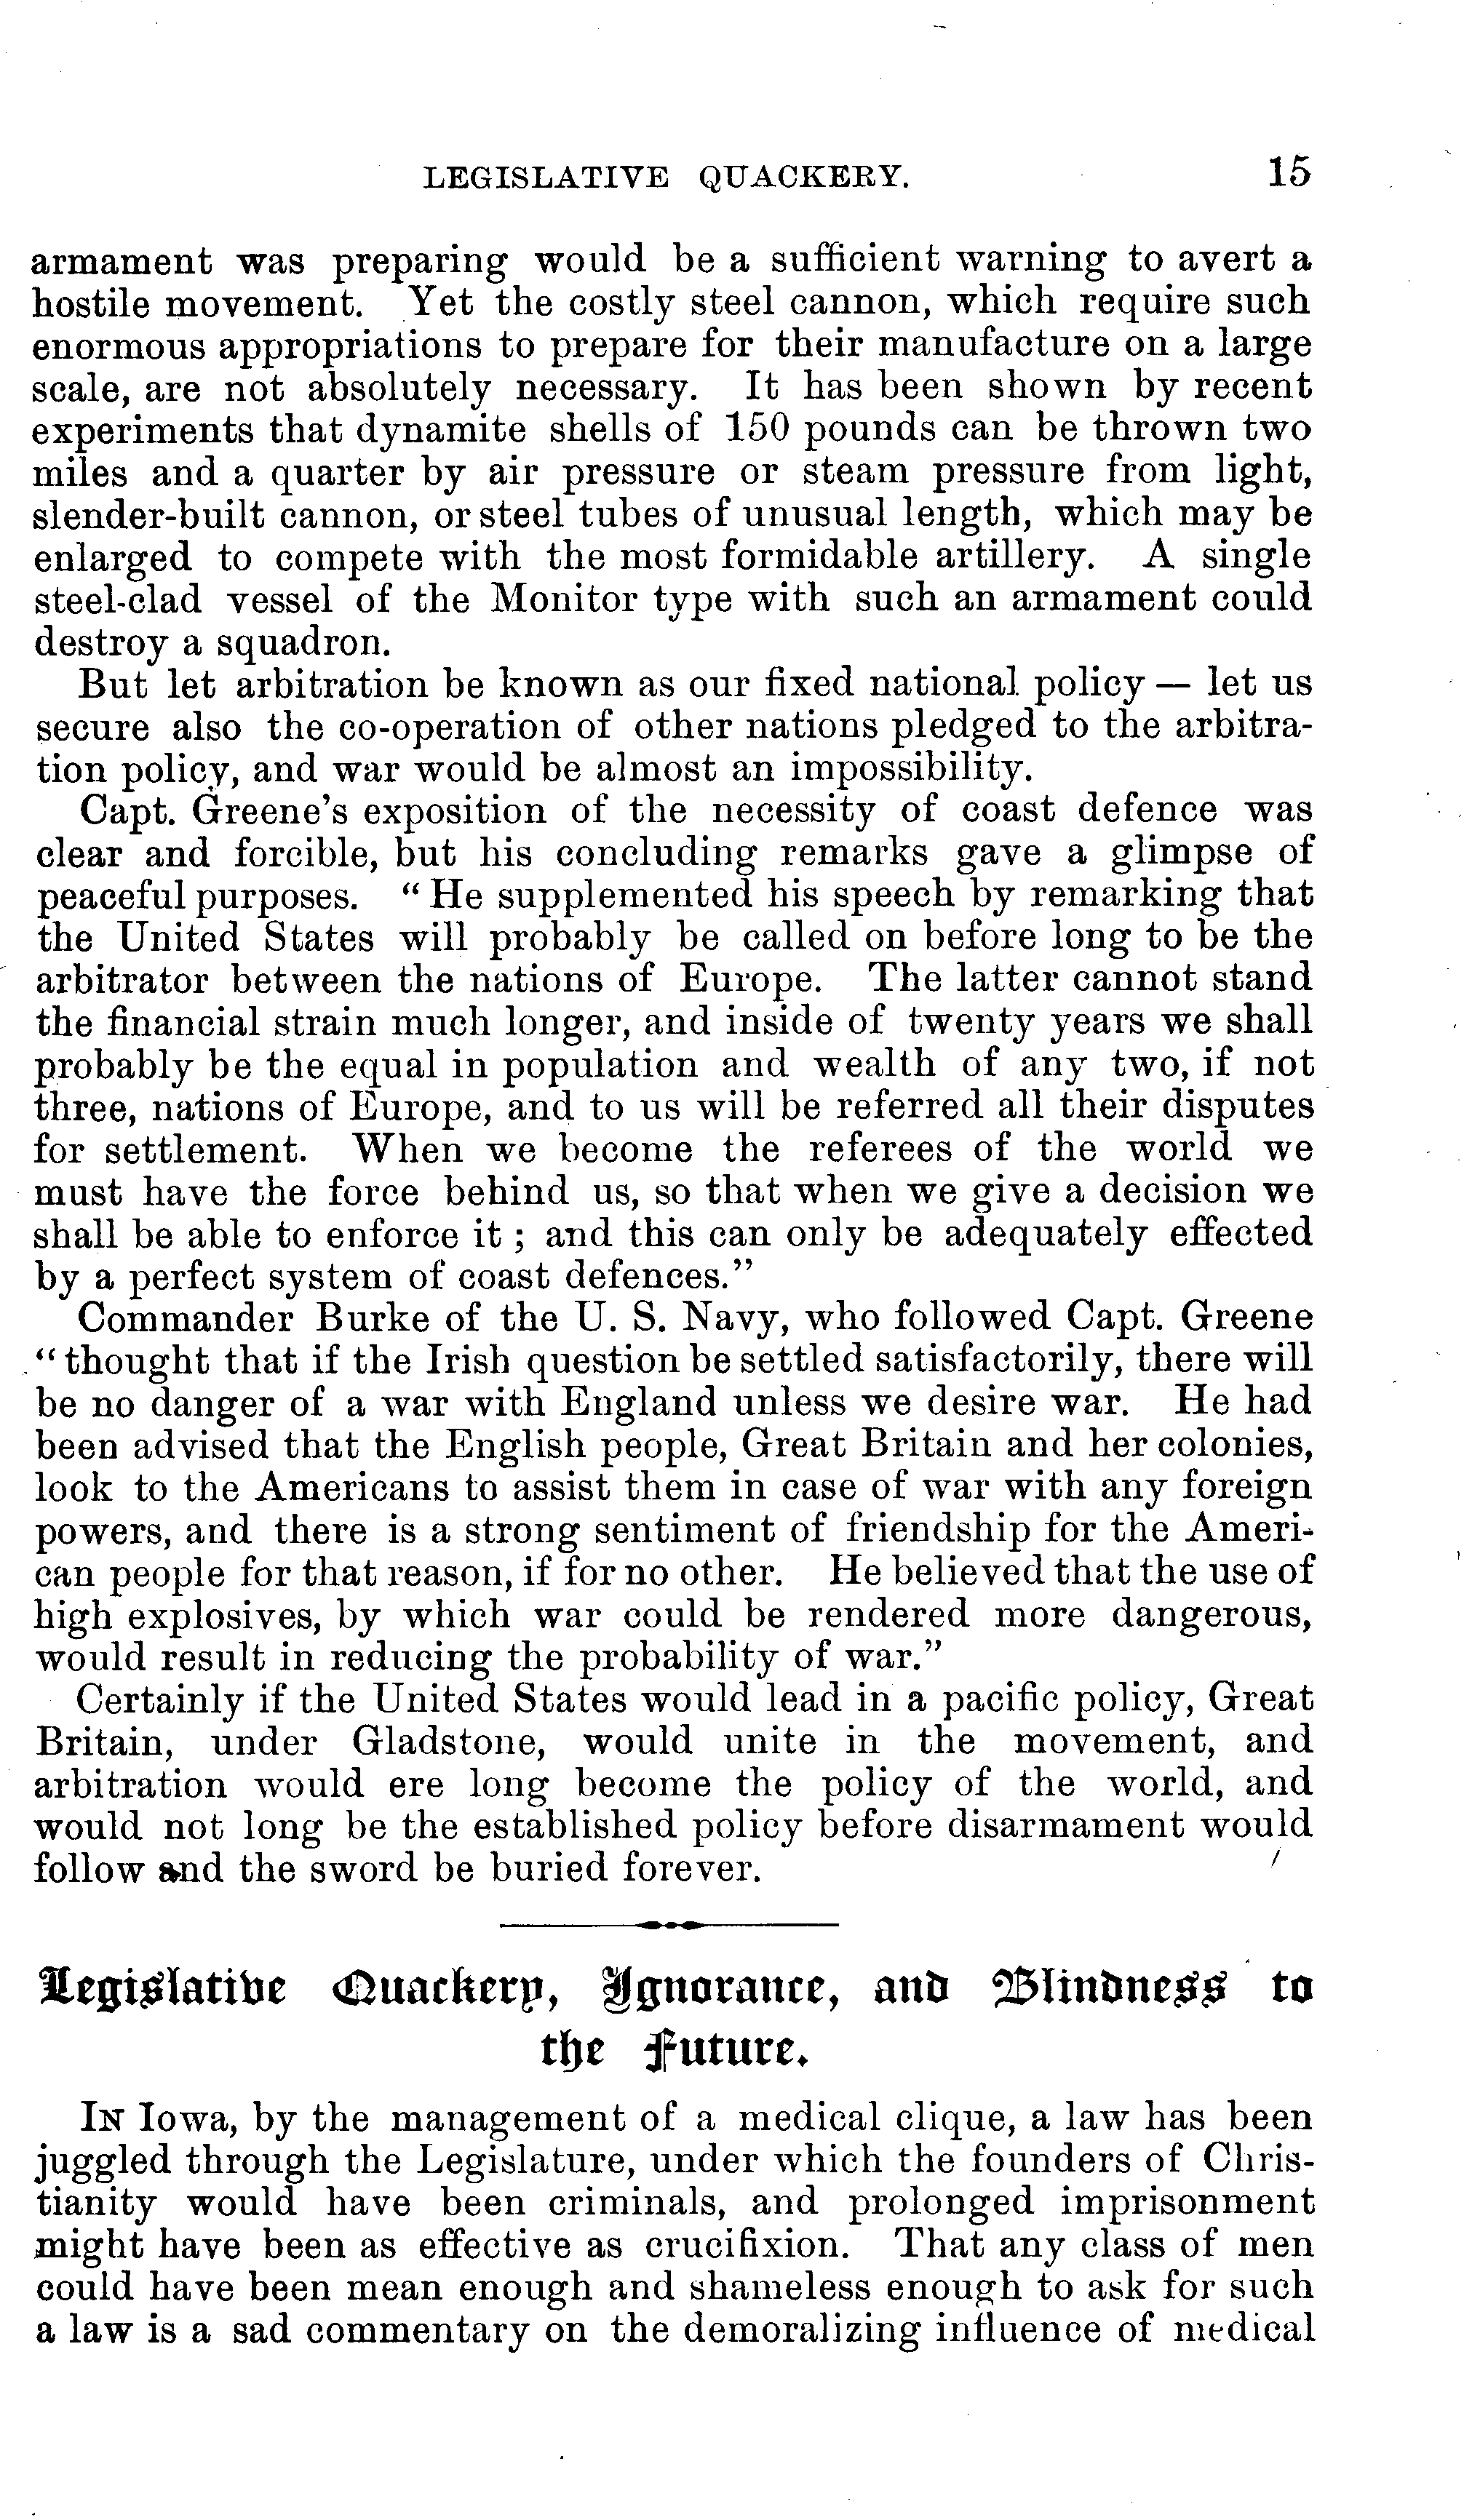 LEGISLATIVE QUACKERY. 15
armament was preparing would be a sufficient warning to avert a
hostile movement. Yet the costly steel cannon, which require such
enormous appropriations to prepare for their manufacture on a large
scale, are not absolutely necessary. It has been shown by recent
experiments that dynamite shells of 150 pounds can be thrown two
miles and a quarter by air pressure or steam pressure from light,
slender-built cannon, or steel tubes of unusual length, which may be
enlarged to compete with the most formidable artillery. A single
steel-clad vessel of the Monitor type with such an armament could
destroy a squadron.
But let arbitration be known as our fixed national policy — let us
secure also the co-operation of other nations pledged to the arbitra-
tion policy, and war would be almost an impossibility.
Capt. Greene's exposition of the necessity of coast defence was
clear and forcible, but his concluding remarks gave a glimpse of
peaceful purposes. "He supplemented his speech by remarking that
the United States will probably be called on before long to be the
arbitrator between the nations of Europe. The latter cannot stand
the financial strain much longer, and inside of twenty years we shall
probably be the equal in population and wealth of any two, if not
three, nations of Europe, and to us will be referred all their disputes
for settlement. When we become the referees of the world we
must have the force behind us, so that when we give a decision we
shall be able to enforce it; and this can only be adequately effected
by a perfect system of coast defences."
Commander Burke of the U. S. Navy, who followed Capt. Greene
"thought that if the Irish question be settled satisfactorily, there will
be no danger of a war with England unless we desire war. He had
been advised that the English people, Great Britain and her colonies,
look to the Americans to assist them in case of war with any foreign
powers, and there is a strong sentiment of friendship for the Ameri-
can people for that reason, if for no other. He believed that the use of
high explosives, by which war could be rendered more dangerous,
would result in reducing the probability of war."
Certainly if the United States would lead in a pacific policy, Great
Britain, under Gladstone, would unite in the movement, and
arbitration would ere long become the policy of the world, and
would not long be the established policy before disarmament would
follow and the sword be buried forever.
Legislative Quackery, Ignorance, and Blindness to
the Future.
IN Iowa, by the management of a medical clique, a law has been
juggled through the Legislature, under which the founders of Chris-
tianity would have been criminals, and prolonged imprisonment
might have been as effective as crucifixion. That any class of men
could have been mean enough and shameless enough to ask for such
a law is a sad commentary on the demoralizing influence of medical